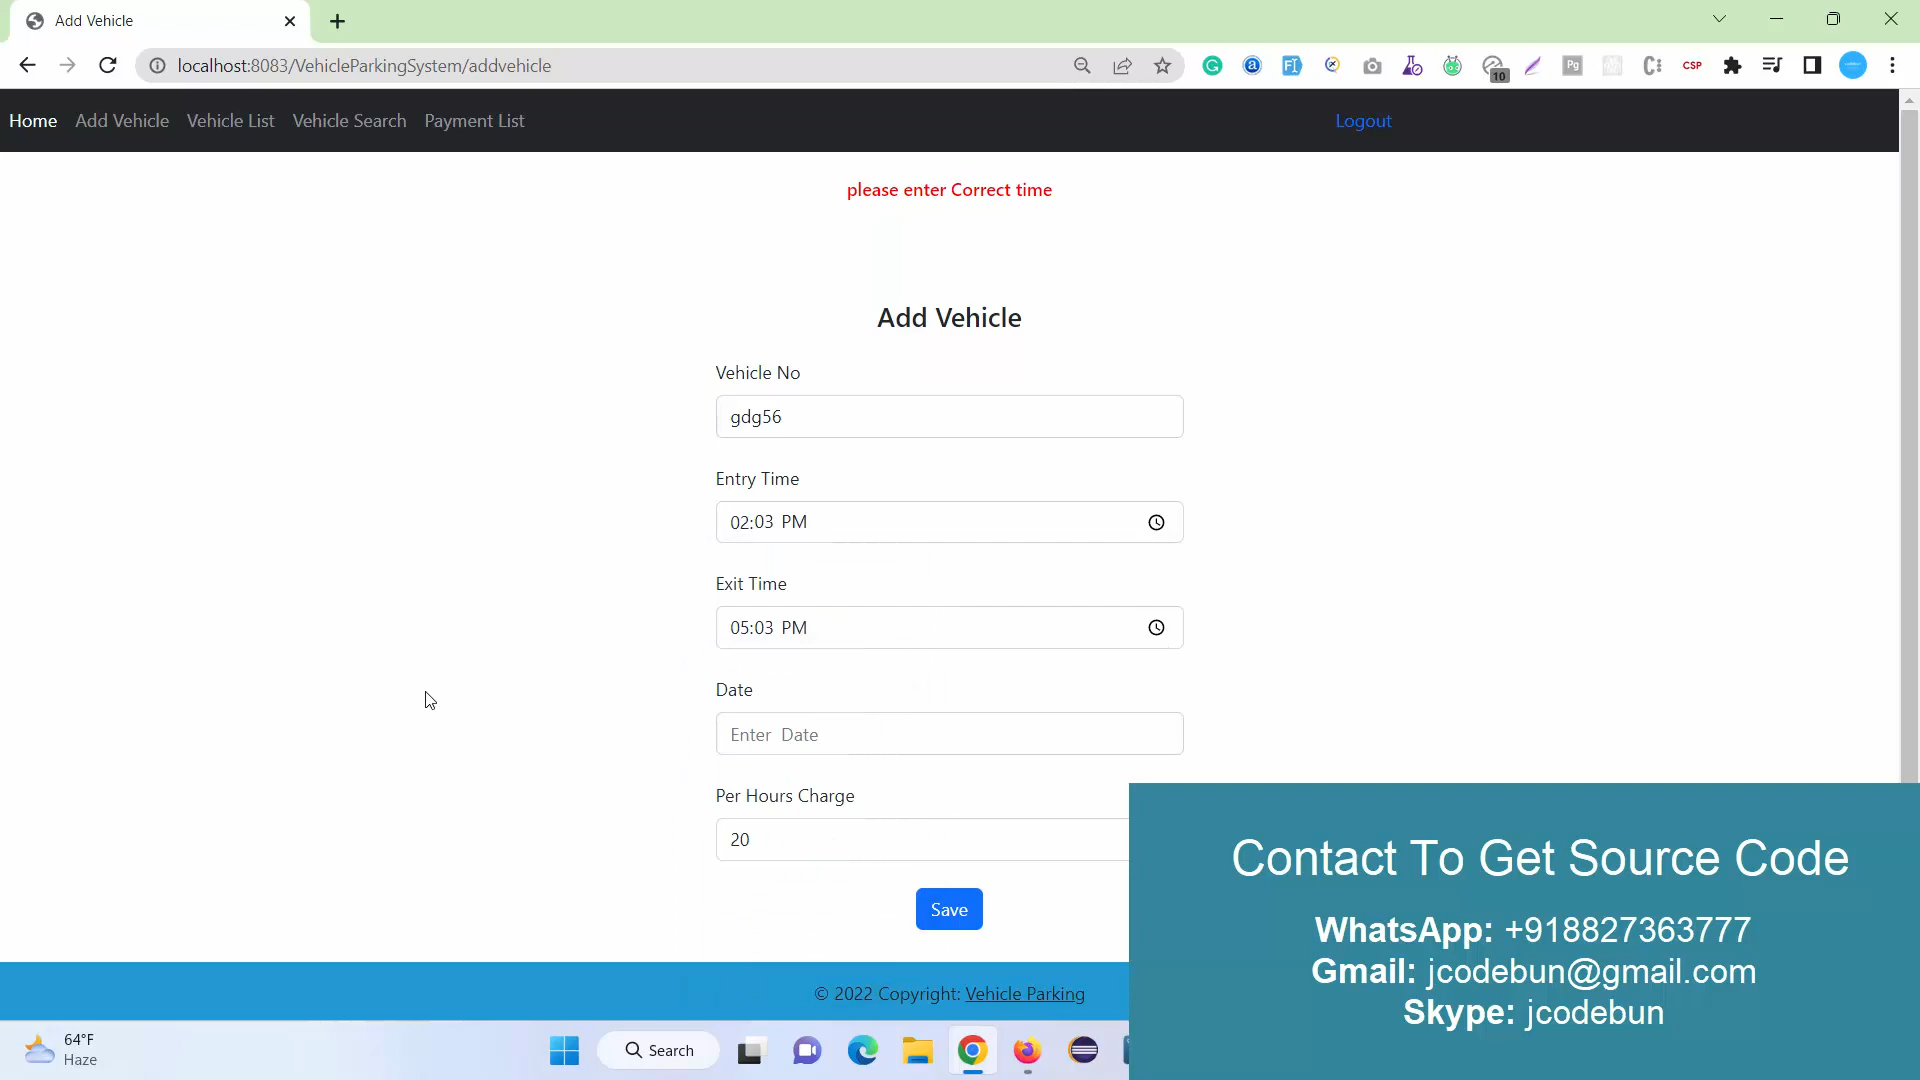 Add Vehicle
localhost:8083/VehicleParkingSystem/addvehicle
10
Pg
CSP
Home Add Vehicle Vehicle List Vehicle Search Payment List Logout
please enter Correct time
Add Vehicle
Vehicle No
gdg56
Entry Time
02:03 PM
Exit Time
05:03 PM
Date
Enter Date
Per Hours Charge
20
Save
Contact To Get Source Code
WhatsApp: +918827363777
Gmail: jcodebun@gmail.com
Skype: jcodebun
© 2022 Copyright: Vehicle Parking
64°F
Haze
Search